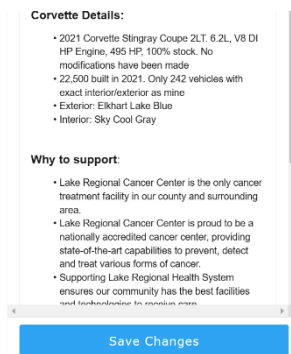 Corvette Details:
• 2021 Corvette Stingray Coupe 2LT. 6.2L, V8 DI
HP Engine, 495 HP, 100% stock. No
modifications have been made
• 22,500 built in 2021. Only 242 vehicles with
exact interior/exterior as mine
• Exterior: Elkhart Lake Blue
• Interior: Sky Cool Gray
Why to support:
• Lake Regional Cancer Center is the only cancer
treatment facility in our county and surrounding
area.
• Lake Regional Cancer Center is proud to be a
nationally accredited cancer center, providing
state-of-the-art capabilities to prevent, detect
and treat various forms of cancer.
• Supporting Lake Regional Health System
ensures our community has the best facilities
and technologies to receive care
Save Changes